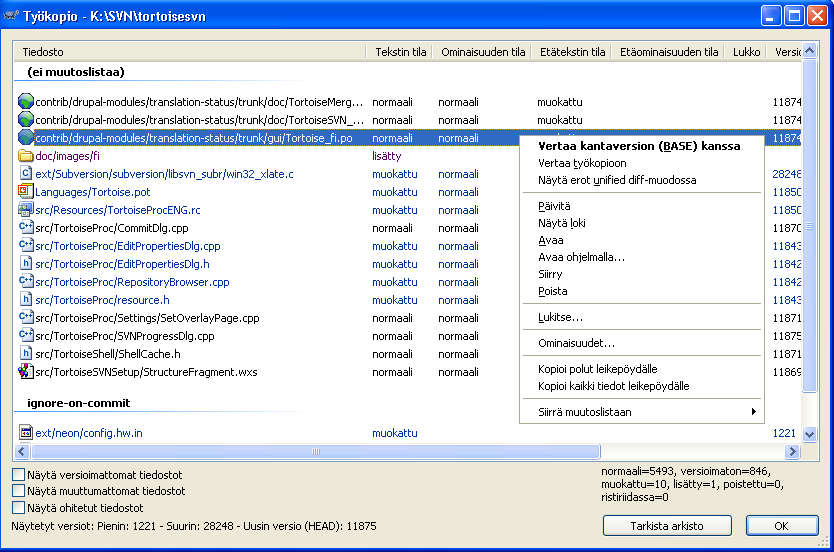 Työkopio - K:\SVN\tortoisesvn
Tiedosto Tekstin tila Ominaisuuden tila Etätekstin tila Etäominaisuuden tila Lukko Versio
(ei muutoslistaa)
contrib/drupal-modules/translation-status/trunk/doc/TortoiseMerg... normaali normaali muokattu 11874
contrib/drupal-modules/translation-status/trunk/doc/TortoiseSVN_... normaali normaali muokattu 11874
contrib/drupal-modules/translation-status/trunk/gui/Tortoise_fi.po normaali normaali muokattu 11874
doc/images/fi lisätty
ext/Subversion/subversion/libsvn_subr/win32_xlate.c muokattu normaali 28248
Languages/Tortoise.pot muokattu normaali 11850
src/Resources/TortoiseProcENG.rc muokattu normaali 11850
src/TortoiseProc/CommitDlg.cpp normaali normaali 11870
src/TortoiseProc/EditPropertiesDlg.cpp muokattu normaali 11843
src/TortoiseProc/EditPropertiesDlg.h muokattu normaali 11842
src/TortoiseProc/RepositoryBrowser.cpp muokattu normaali 11842
src/TortoiseProc/resource.h muokattu normaali 11843
src/TortoiseProc/Settings/SetOverlayPage.cpp normaali normaali 11871
src/TortoiseProc/SVNProgressDlg.cpp normaali normaali 11875
src/TortoiseShell/ShellCache.h normaali normaali 11871
src/TortoiseSVNSetup/StructureFragment.wxs normaali normaali 11869
ignore-on-commit
ext/neon/config.hw.in muokattu 1221
Vertaa kantaversion (BASE) kanssa
Vertaa työkopioon
Näytä erot unified diff-muodossa
Päivitä
Näytä loki
Avaa
Avaa ohjelmalla...
Siirry
Poista
Lukitse...
Ominaisuudet...
Kopioi polut leikepöydälle
Kopioi kaikki tiedot leikepöydälle
Siirrä muutoslistaan
Näytä versioimattomat tiedostot
Näytä muuttumattomat tiedostot
Näytä ohitetut tiedostot
Näytetyt versiot: Pienin: 1221 - Suurin: 28248 - Uusin versio (HEAD): 11875
normaali=5493, versioimaton=846,
muokattu=10, lisätty=1, poistettu=0,
ristiriidassa=0
Tarkista arkisto
OK